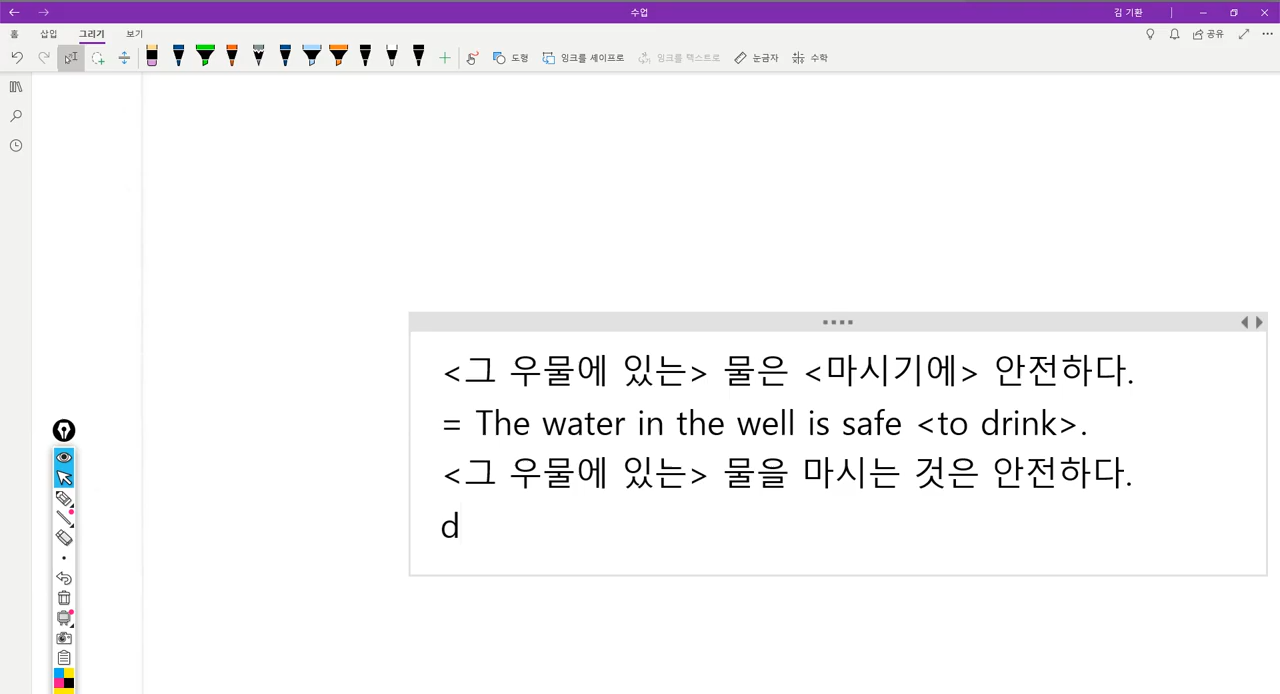 수업
김 기환
홈 삽입 그리기 보기
공유
도형 잉크를 셰이프로 잉크를 텍스트로 눈금자 수학
<그 우물에 있는> 물은 <마시기에> 안전하다.
= The water in the well is safe <to drink>.
<그 우물에 있는> 물을 마시는 것은 안전하다.
d